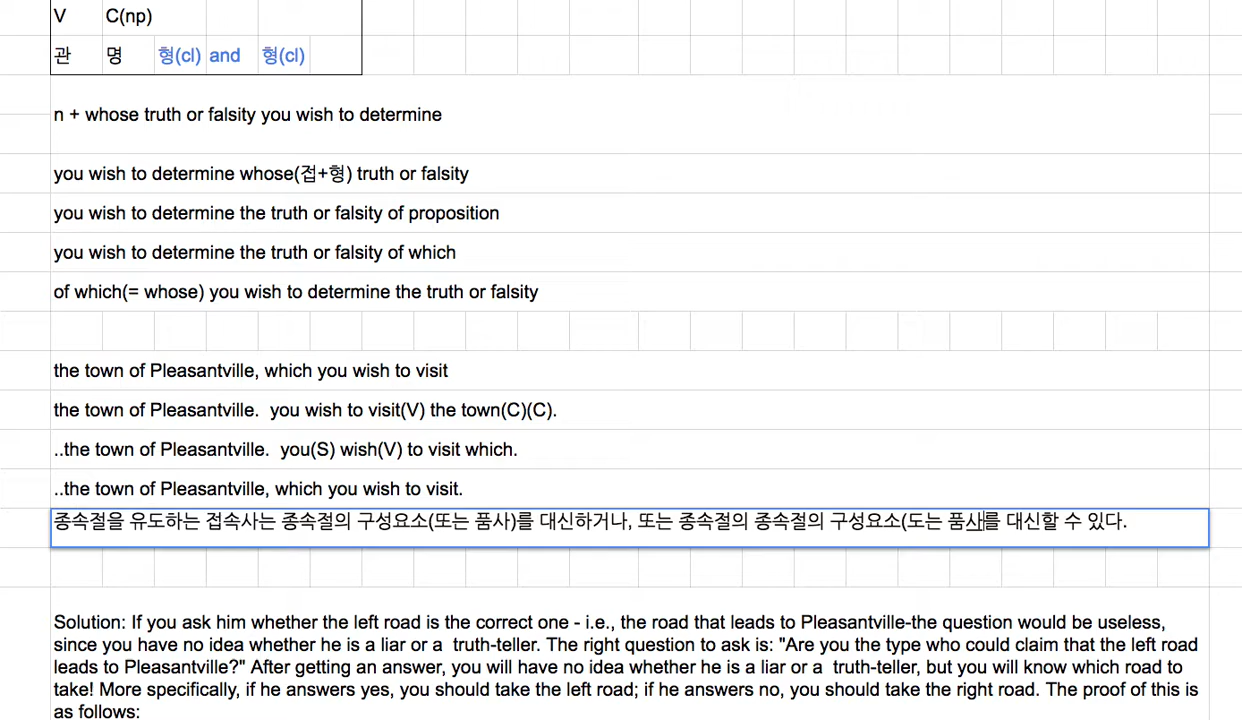 V C(np)
관 명 형(cl) and 형(cl)
n + whose truth or falsity you wish to determine
you wish to determine whose(접+형) truth or falsity
you wish to determine the truth or falsity of proposition
you wish to determine the truth or falsity of which
of which(= whose) you wish to determine the truth or falsity
the town of Pleasantville, which you wish to visit
the town of Pleasantville.  you wish to visit(V) the town(C)(C).
..the town of Pleasantville.  you(S) wish(V) to visit which.
..the town of Pleasantville, which you wish to visit.
종속절을 유도하는 접속사는 종속절의 구성요소(또는 품사)를 대신하거나, 또는 종속절의 종속절의 구성요소(도는 품사를 대신할 수 있다.
Solution: If you ask him whether the left road is the correct one - i.e., the road that leads to Pleasantville-the question would be useless,
since you have no idea whether he is a liar or a  truth-teller. The right question to ask is: "Are you the type who could claim that the left road
leads to Pleasantville?" After getting an answer, you will have no idea whether he is a liar or a  truth-teller, but you will know which road to
take! More specifically, if he answers yes, you should take the left road; if he answers no, you should take the right road. The proof of this is
as follows: